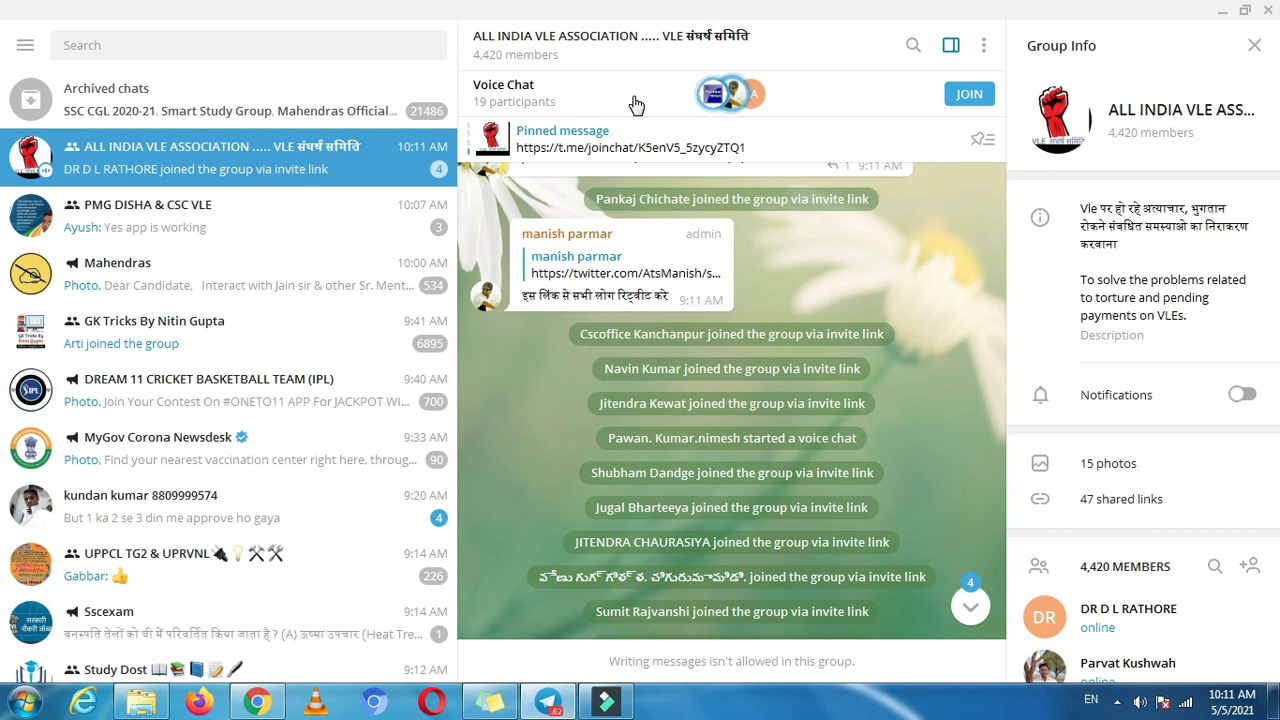 Search
Archived chats
SSC CGL 2020-21, Smart Study Group, Mahendras Official... 21486
ALL INDIA VLE ASSOCIATION ..... VLE संघर्ष समिति 10:11 AM
DR D L RATHORE joined the group via invite link 4
PMG DISHA & CSC VLE 10:07 AM
Ayush: Yes app is working 3
Mahendras 10:00 AM
Photo, Dear Candidate, Interact with Jain sir & other Sr. Ment... 534
GK Tricks By Nitin Gupta 9:41 AM
Arti joined the group 6895
DREAM 11 CRICKET BASKETBALL TEAM (IPL) 9:40 AM
Photo, Join Your Contest On #ONETO11 APP For JACKPOT WI... 700
MyGov Corona Newsdesk 9:33 AM
Photo, Find your nearest vaccination center right here, throug... 90
kundan kumar 8809999574 9:20 AM
But 1 ka 2 se 3 din me approve ho gaya 4
UPPCL TG2 & UPRVNL🔌💡⚒️🛠️ 9:14 AM
Gabbar: 👍 226
Sscexam 9:14 AM
वनस्पति तेलों को घी में परिवर्तित किया जाता है ? (A) ऊष्मा उपचार (Heat Tre... 1
Study Dost 📖📚📘📝🖊️ 9:12 AM
ALL INDIA VLE ASSOCIATION ..... VLE संघर्ष समिति
4,420 members
Voice Chat
19 participants
A
JOIN
Pinned message
https://t.me/joinchat/K5enV5_5zycyZTQ1
1 9:11 AM
Pankaj Chichate joined the group via invite link
manish parmar admin
manish parmar
https://twitter.com/AtsManish/s...
इस लिंक से सभी लोग रिट्वीट करे 9:11 AM
Cscoffice Kanchanpur joined the group via invite link
Navin Kumar joined the group via invite link
Jitendra Kewat joined the group via invite link
Pawan. Kumar.nimesh started a voice chat
Shubham Dandge joined the group via invite link
Jugal Bharteeya joined the group via invite link
JITENDRA CHAURASIYA joined the group via invite link
joined the group via invite link
Sumit Rajvanshi joined the group via invite link
4
Writing messages isn't allowed in this group.
Group Info
ALL INDIA VLE ASS...
4,420 members
Vle पर हो रहे अत्याचार, भुगतान
रोकने संबधित समस्याओ का निराकरण
करवाना
To solve the problems related
to torture and pending
payments on VLEs.
Description
Notifications
15 photos
47 shared links
4,420 MEMBERS
DR
DR D L RATHORE
online
Parvat Kushwah
online
.62
EN
10:11 AM
5/5/2021